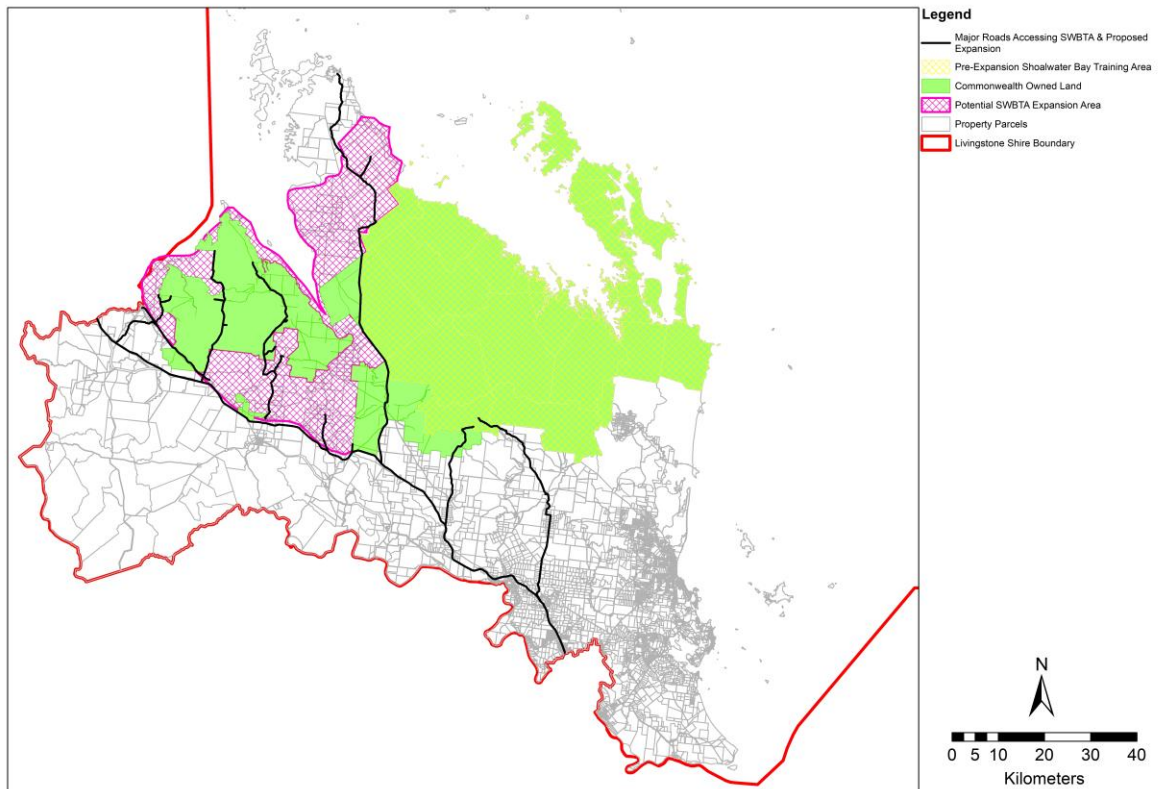 Legend
Major Roads Accessing SWBTA & Proposed
Expansion
Pre-Expansion Shoalwater Bay Training Area
Commonwealth Owned Land
Potential SWBTA Expansion Area
Property Parcels
Livingstone Shire Boundary
N
0 5 10 20 30 40
Kilometers